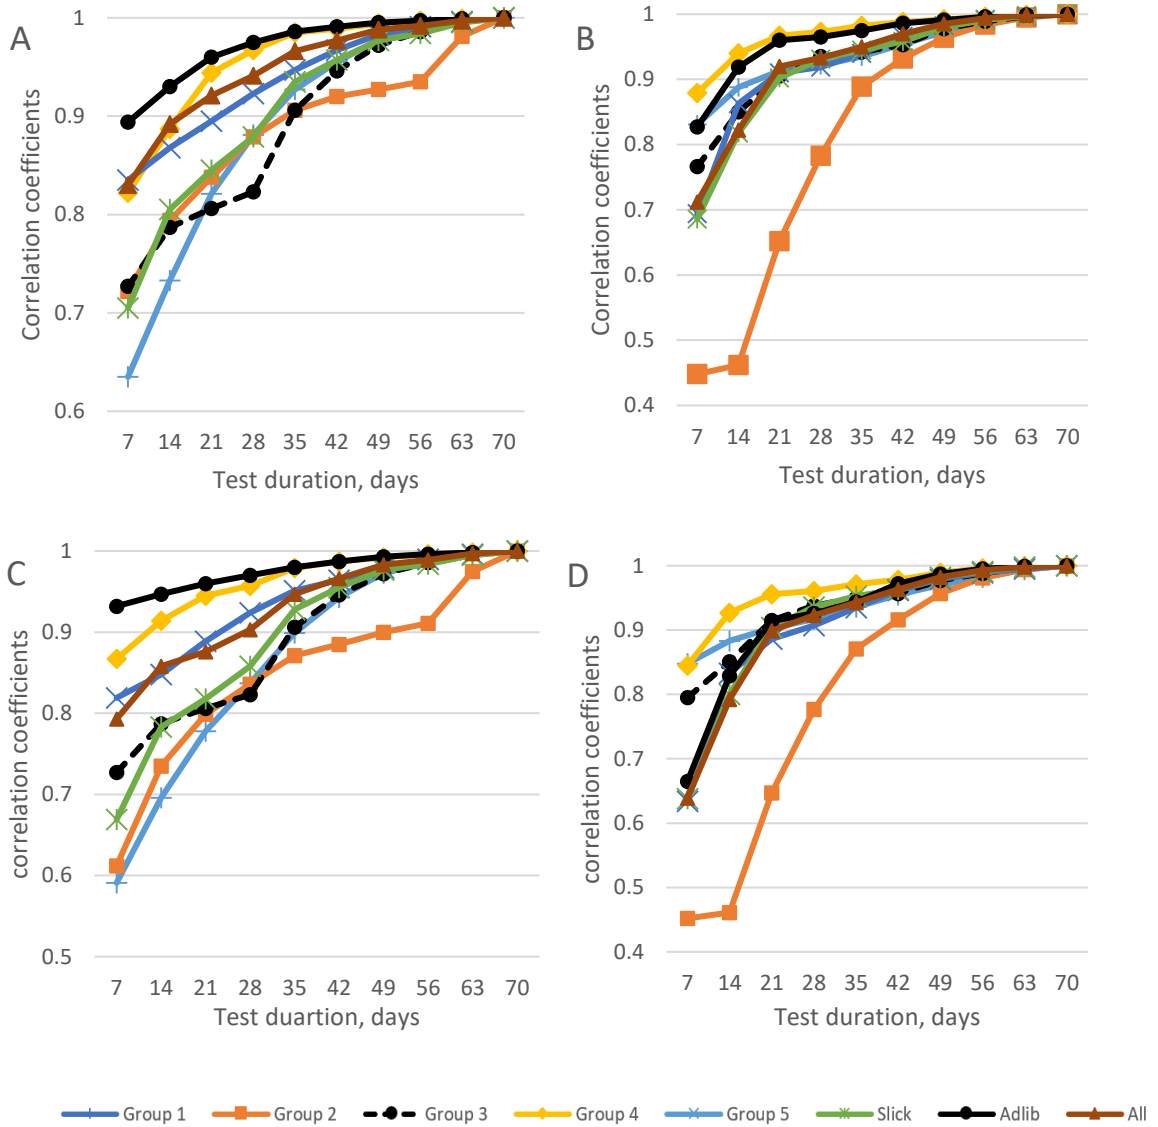 A
Correlation coefficients
1
0.9
0.8
0.7
0.6
7 14 21 28 35 42 49 56 63 70
Test duration, days
B
Correlation coefficients
1
0.9
0.8
0.7
0.6
0.5
0.4
7 14 21 28 35 42 49 56 63 70
Test duration, days
C
correlation coefficients
1
0.9
0.8
0.7
0.6
0.5
7 14 21 28 35 42 49 56 63 70
Test duartion, days
D
correlation coefficients
1
0.9
0.8
0.7
0.6
0.5
0.4
7 14 21 28 35 42 49 56 63 70
Test duration, days
Group 1 Group 2 Group 3 Group 4 Group 5 Slick Adlib All